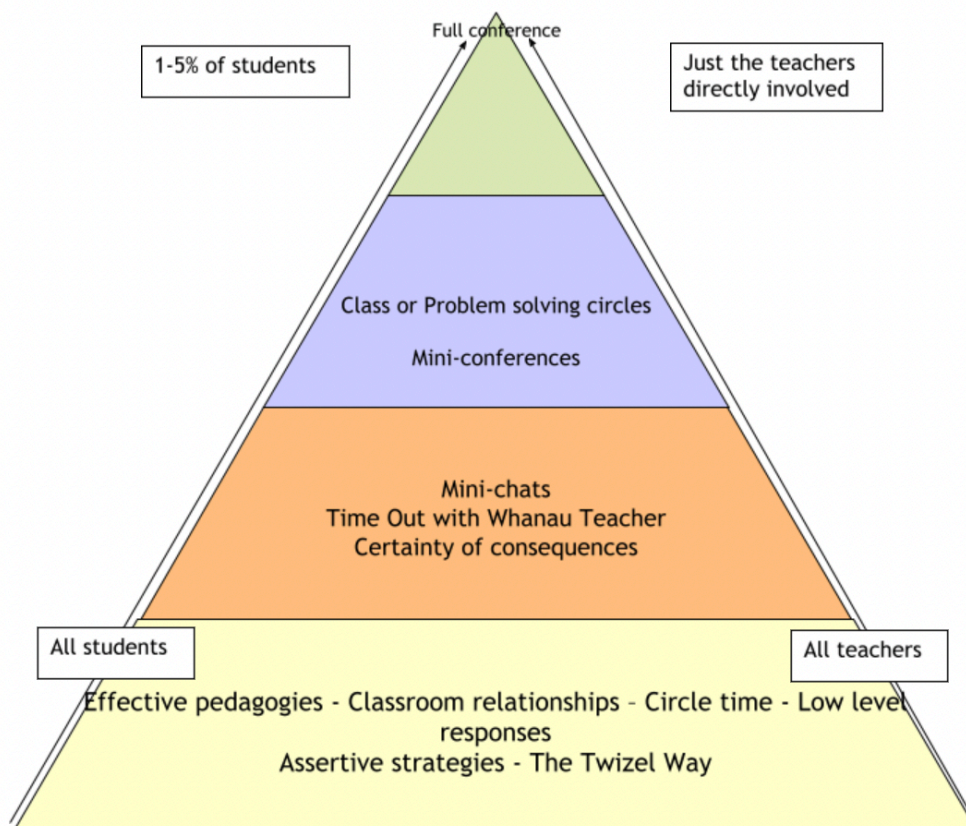 Full conference
1-5% of students
Just the teachers
directly involved
Class or Problem solving circles
Mini-conferences
Mini-chats
Time Out with Whanau Teacher
Certainty of consequences
All students
All teachers
Effective pedagogies - Classroom relationships – Circle time - Low level
responses
Assertive strategies - The Twizel Way